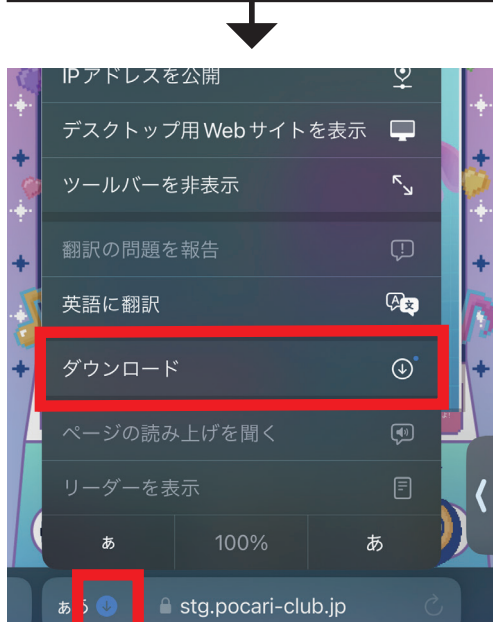 IPアドレスを公開
デスクトップ用Webサイトを表示
ツールバーを非表示
翻訳の問題を報告
英語に翻訳
ダウンロード
ページの読み上げを聞く
リーダーを表示
ぁ 100% あ
stg.pocari-club.jp